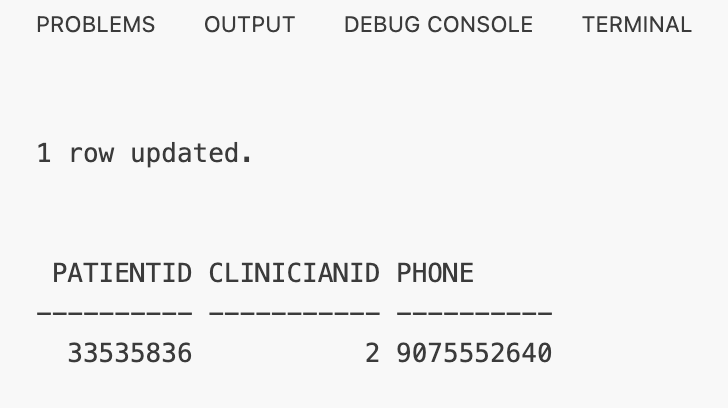 PROBLEMS OUTPUT DEBUG CONSOLE TERMINAL
1 row updated.
PATIENTID CLINICIANID PHONE
---------- ----------- ----------
33535836 2 9075552640